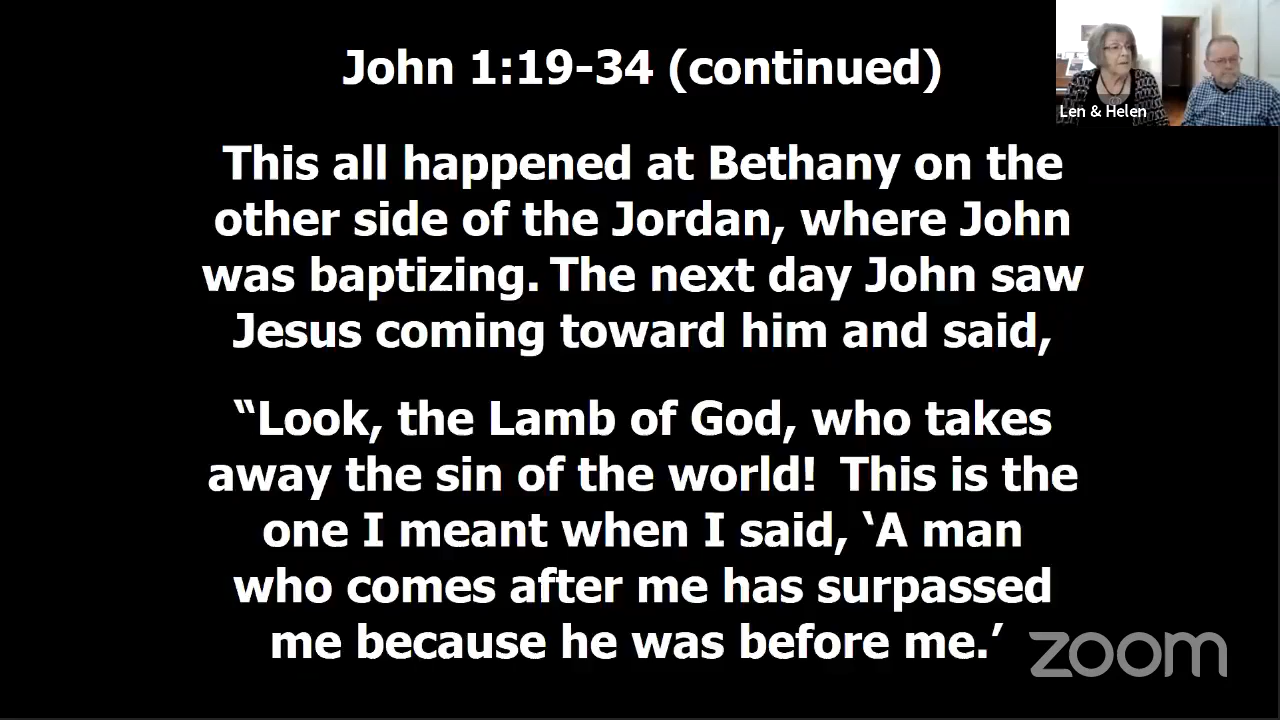 John 1:19-34 (continued)
Len & Helen
This all happened at Bethany on the
other side of the Jordan, where John
was baptizing. The next day John saw
Jesus coming toward him and said,
“Look, the Lamb of God, who takes
away the sin of the world!  This is the
one I meant when I said, ‘A man
who comes after me has surpassed
me because he was before me.’
zoom